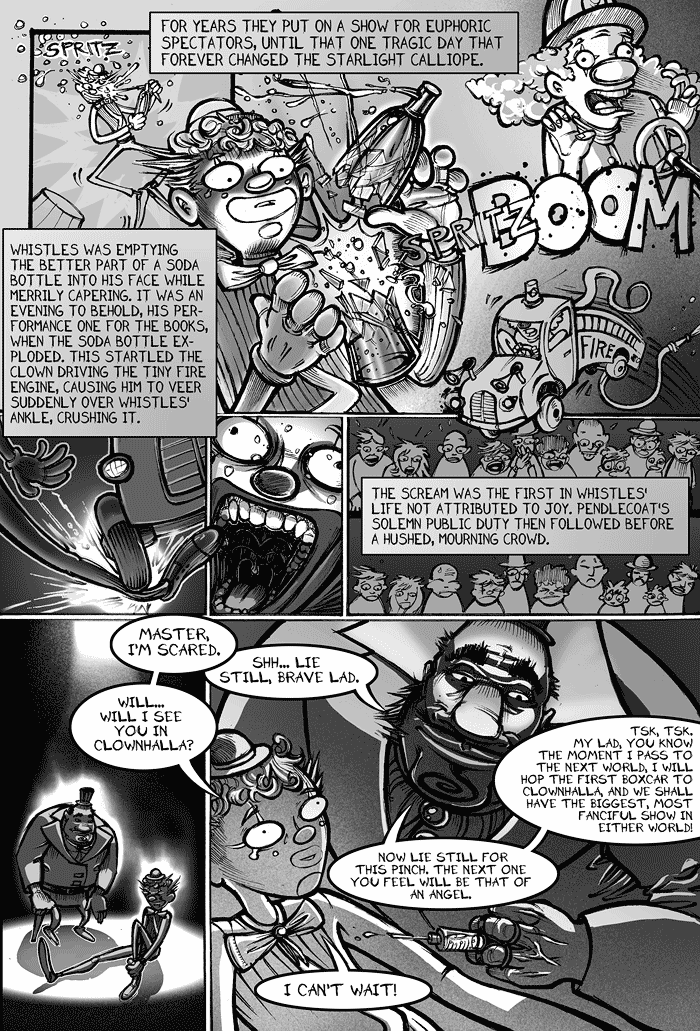 FOR YEARS THEY PUT ON A SHOW FOR EUPHORIC
SPECTATORS, UNTIL THAT ONE TRAGIC DAY THAT
FOREVER CHANGED THE STARLIGHT CALLIOPE.
SPRITZ
SPRITZ
BOOM
WHISTLES WAS EMPTYING
THE BETTER PART OF A SODA
BOTTLE INTO HIS FACE WHILE
MERRILY CAPERING. IT WAS AN
EVENING TO BEHOLD, HIS PER-
FORMANCE ONE FOR THE BOOKS,
WHEN THE SODA BOTTLE EX-
PLODED. THIS STARTLED THE
CLOWN DRIVING THE TINY FIRE
ENGINE, CAUSING HIM TO VEER
SUDDENLY OVER WHISTLES'
ANKLE, CRUSHING IT.
FIRE
THE SCREAM WAS THE FIRST IN WHISTLES'
LIFE NOT ATTRIBUTED TO JOY. PENDLECOAT'S
SOLEMN PUBLIC DUTY THEN FOLLOWED BEFORE
A HUSHED, MOURNING CROWD.
MASTER,
I'M SCARED.
SHH... LIE
STILL, BRAVE LAD.
WILL...
WILL I SEE
YOU IN
CLOWNHALLA?
TSK, TSK.
MY LAD, YOU KNOW
THE MOMENT I PASS TO
THE NEXT WORLD, I WILL
HOP THE FIRST BOXCAR TO
CLOWNHALLA, AND WE SHALL
HAVE THE BIGGEST, MOST
FANCIFUL SHOW IN
EITHER WORLD!
NOW LIE STILL FOR
THIS PINCH. THE NEXT ONE
YOU FEEL WILL BE THAT OF
AN ANGEL.
I CAN'T WAIT!